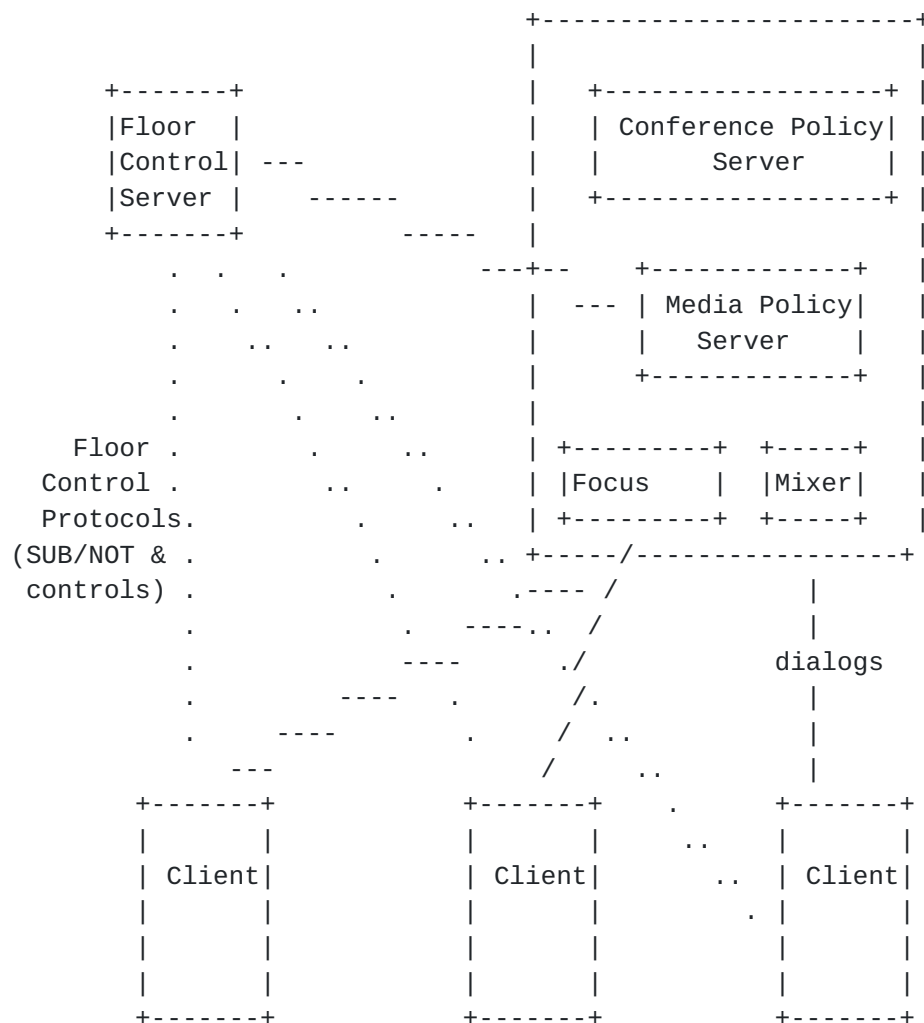 Conference Policy
Server
Floor
Control
Server
Media Policy
Server
Focus
Mixer
Floor
Control
Protocols
(SUB/NOT &
controls)
dialogs
Client
Client
Client